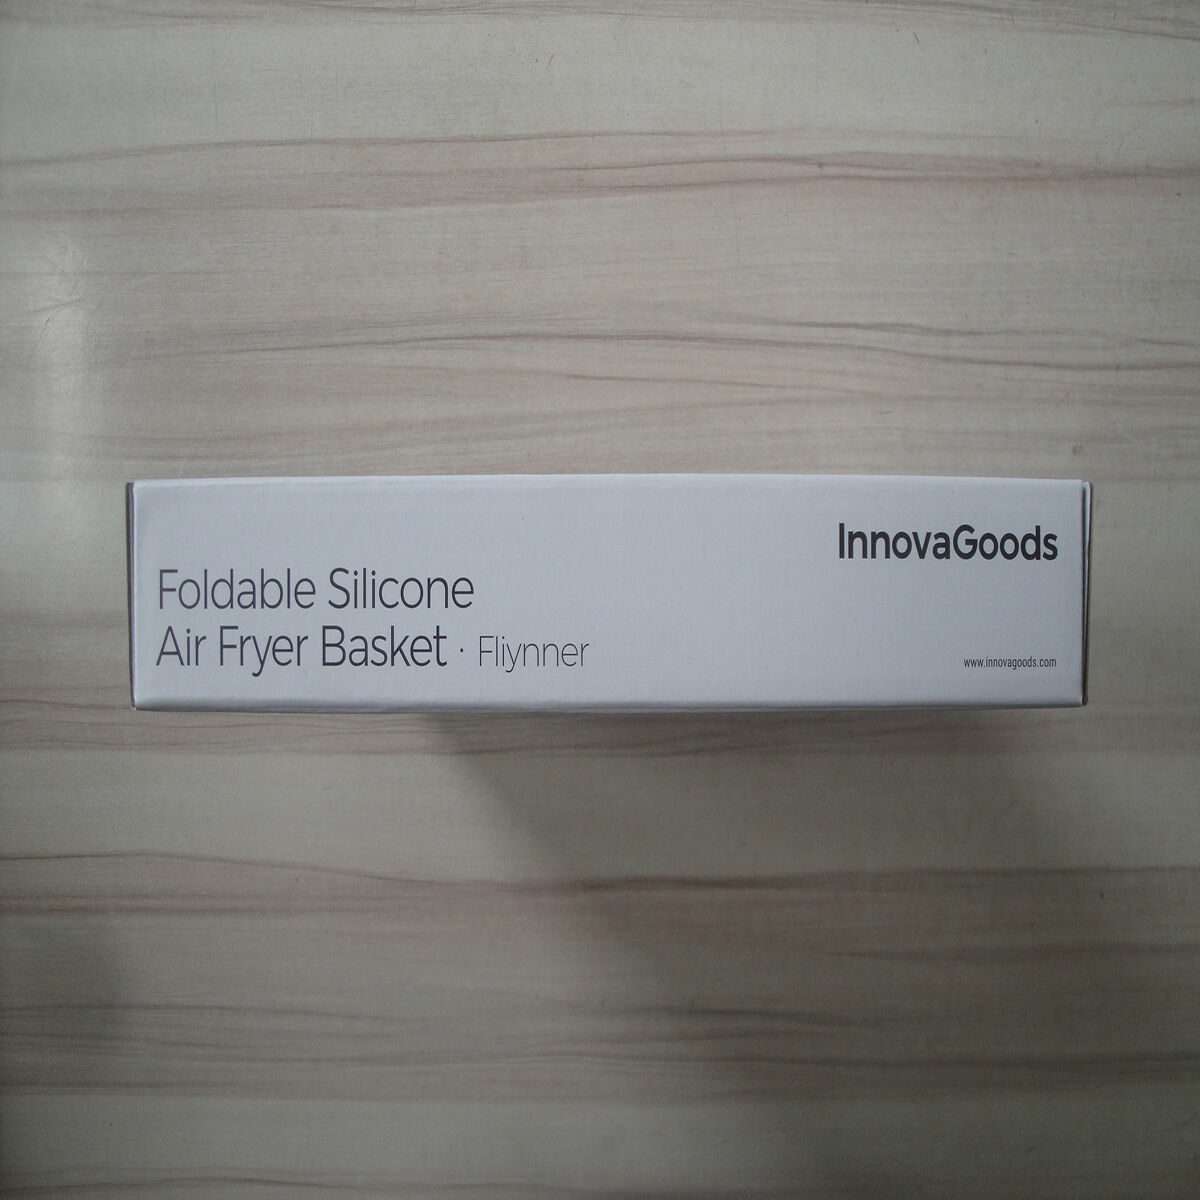 InnovaGoods
Foldable Silicone
Air Fryer Basket · Fliynner
www.innovagoods.com